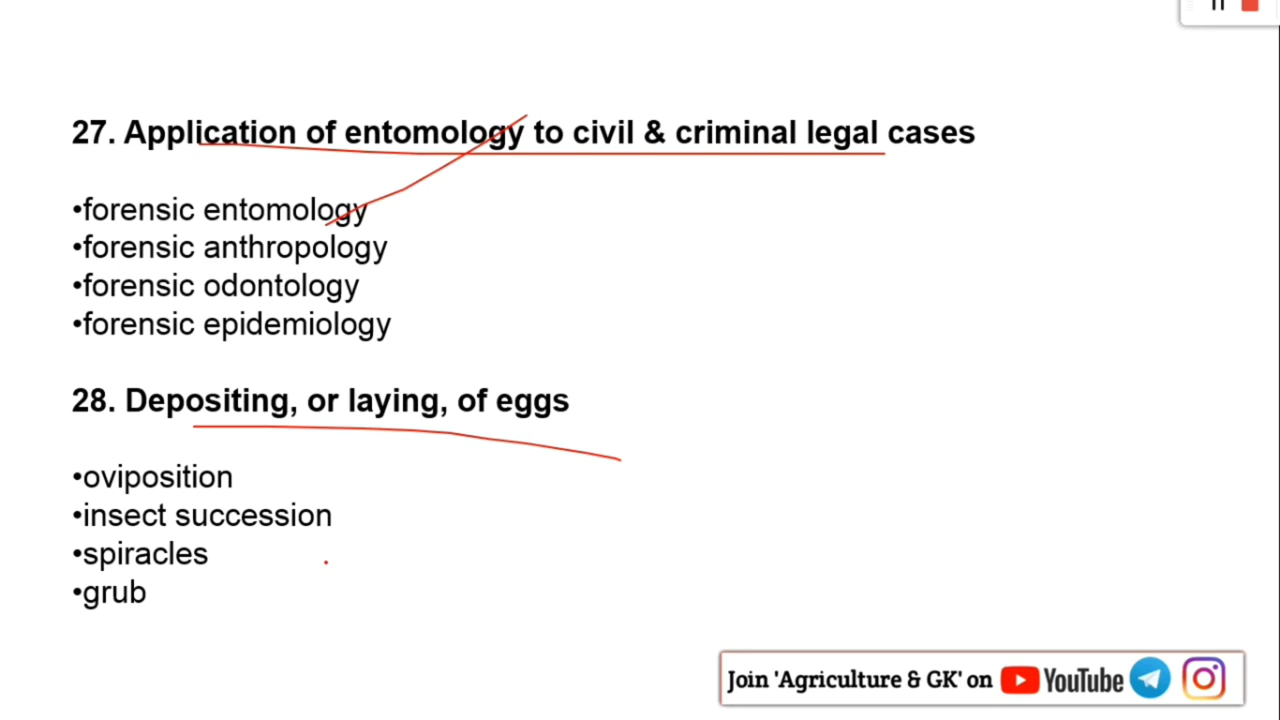 27. Application of entomology to civil & criminal legal cases
•forensic entomology
•forensic anthropology
•forensic odontology
•forensic epidemiology
28. Depositing, or laying, of eggs
•oviposition
•insect succession
•spiracles
•grub
Join 'Agriculture & GK' on YouTube